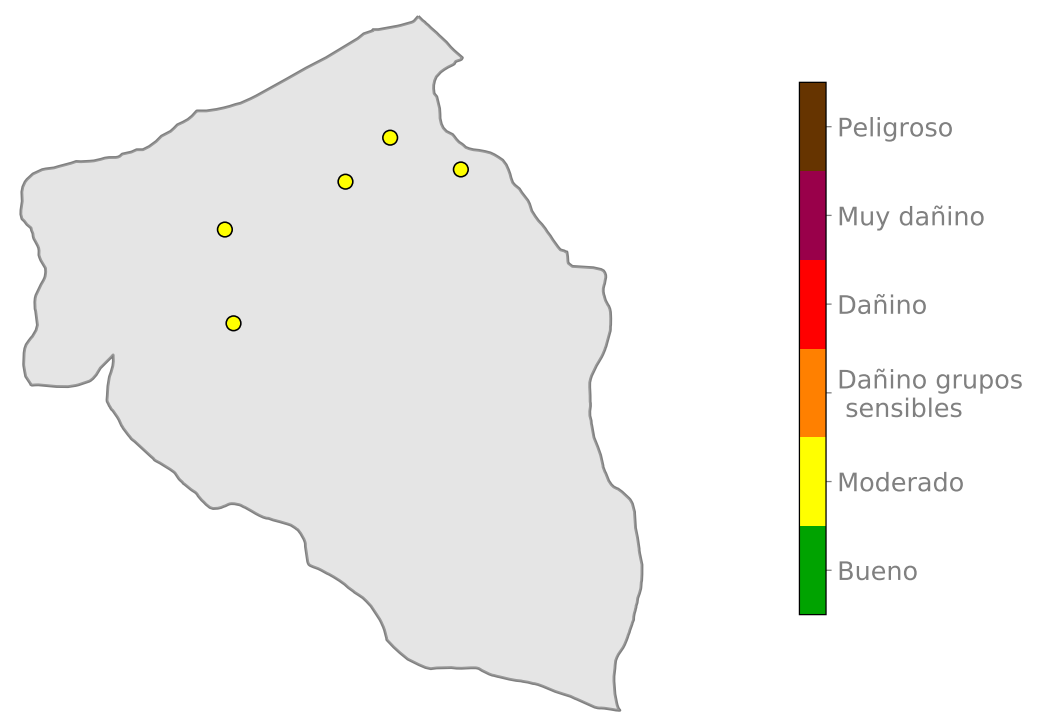 Peligroso
Muy dañino
Dañino
Dañino grupos
sensibles
Moderado
Bueno